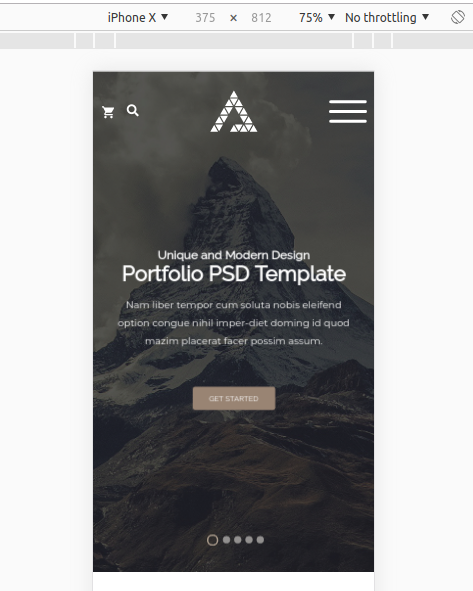 iPhone X ▼ 375 × 812 75% ▼ No throttling ▼
Unique and Modern Design
Portfolio PSD Template
Nam liber tempor cum soluta nobis eleifend
option congue nihil imper-diet doming id quod
mazim placerat facer possim assum.
GET STARTED